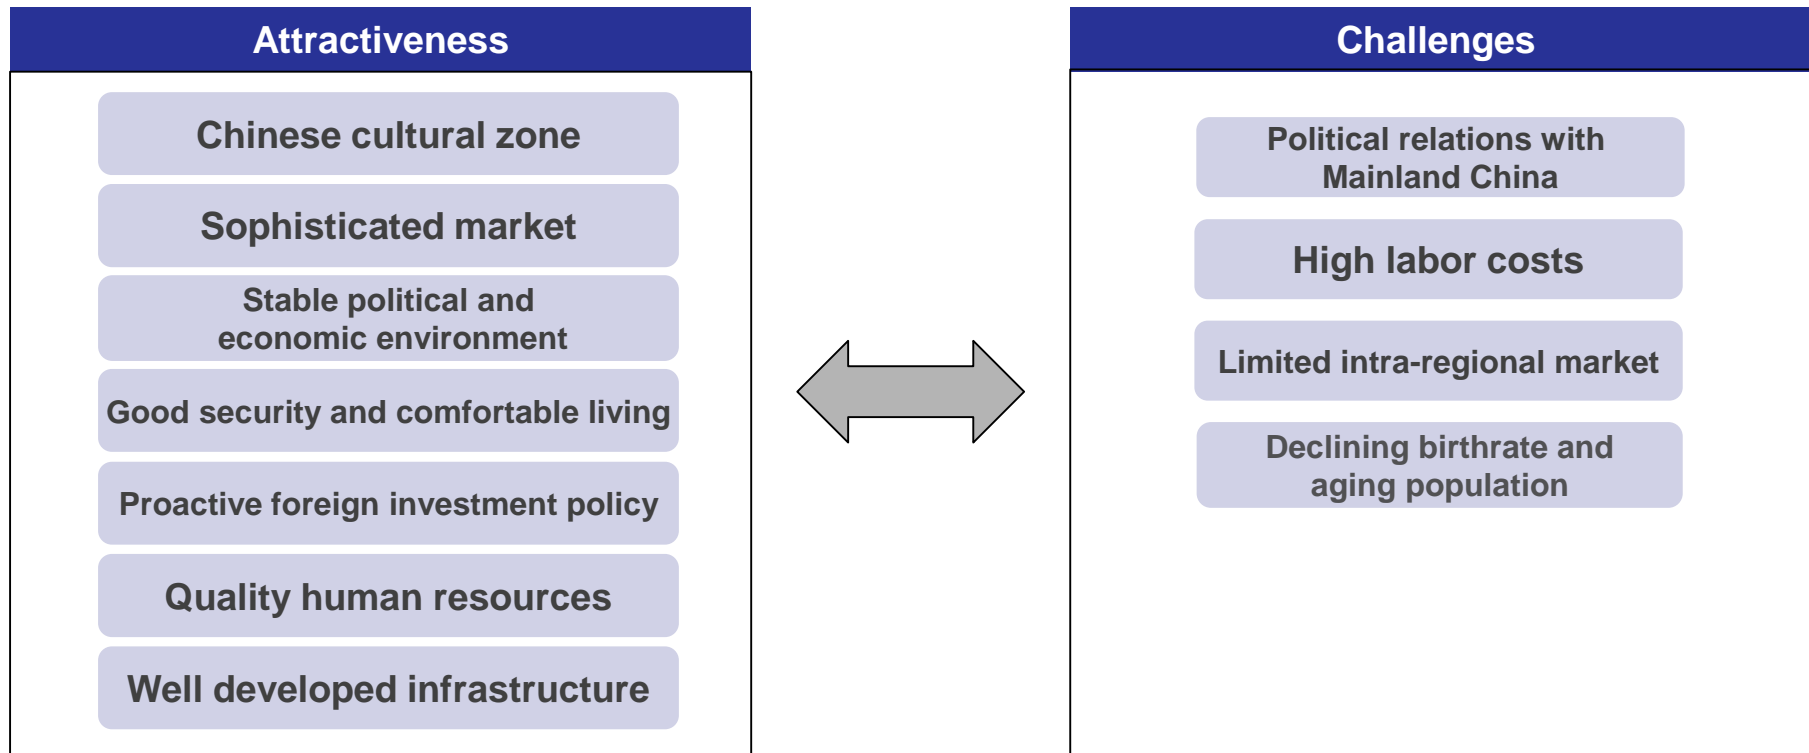 Attractiveness
Chinese cultural zone
Sophisticated market
Stable political and
economic environment
Good security and comfortable living
Proactive foreign investment policy
Quality human resources
Well developed infrastructure
Challenges
Political relations with
Mainland China
High labor costs
Limited intra-regional market
Declining birthrate and
aging population